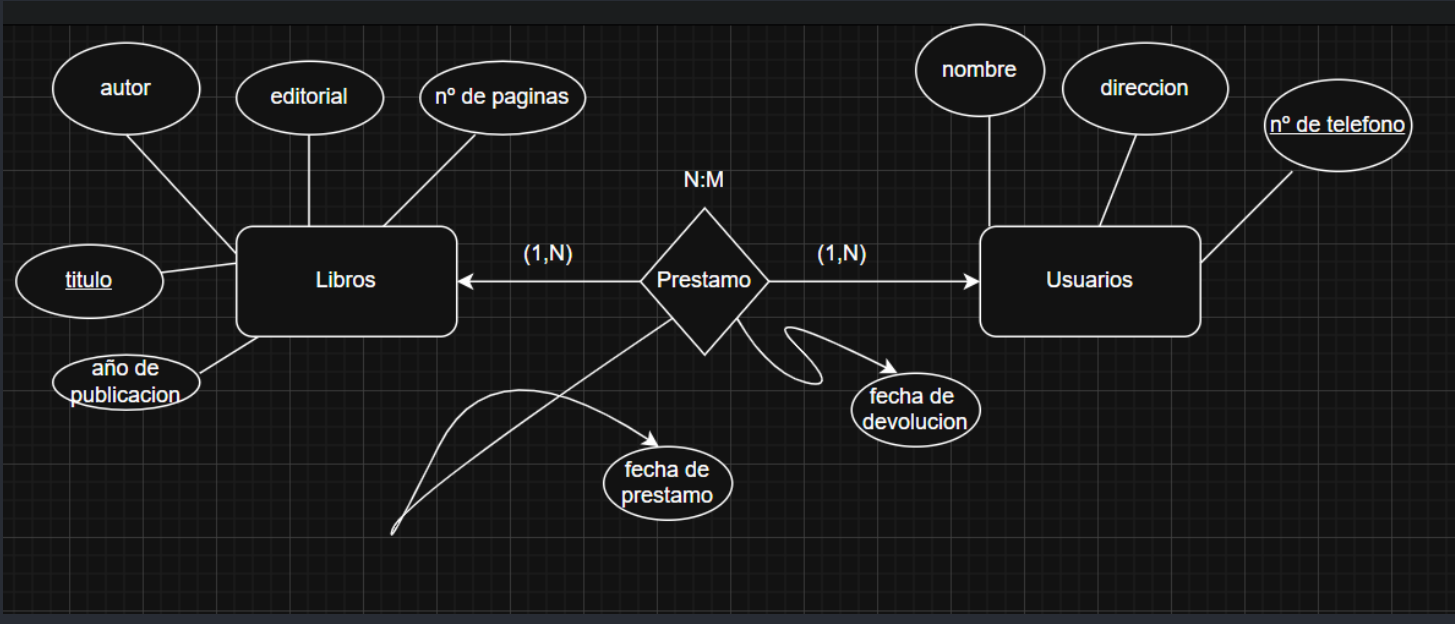 autor
editorial
nº de paginas
nombre
direccion
nº de telefono
N:M
titulo
Libros
(1,N)
Prestamo
(1,N)
Usuarios
año de
publicacion
fecha de
devolucion
fecha de
prestamo